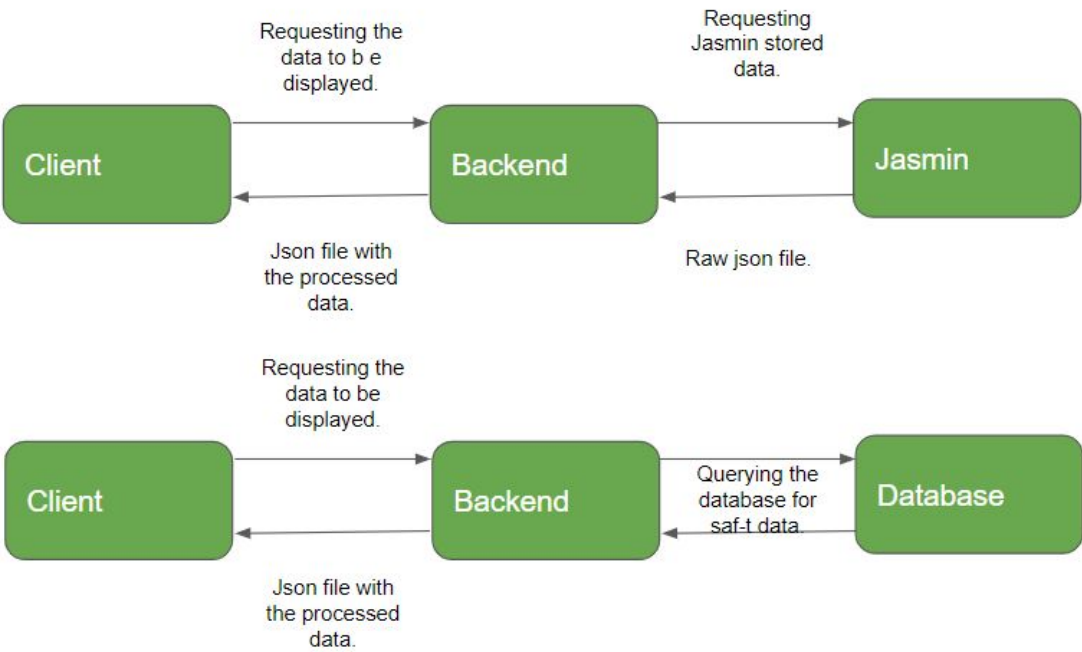 Requesting the
data to b e
displayed.
Requesting
Jasmin stored
data.
Client
Backend
Jasmin
Json file with
the processed
data.
Raw json file.
Requesting the
data to be
displayed.
Client
Backend
Querying the
database for
saf-t data.
Database
Json file with
the processed
data.